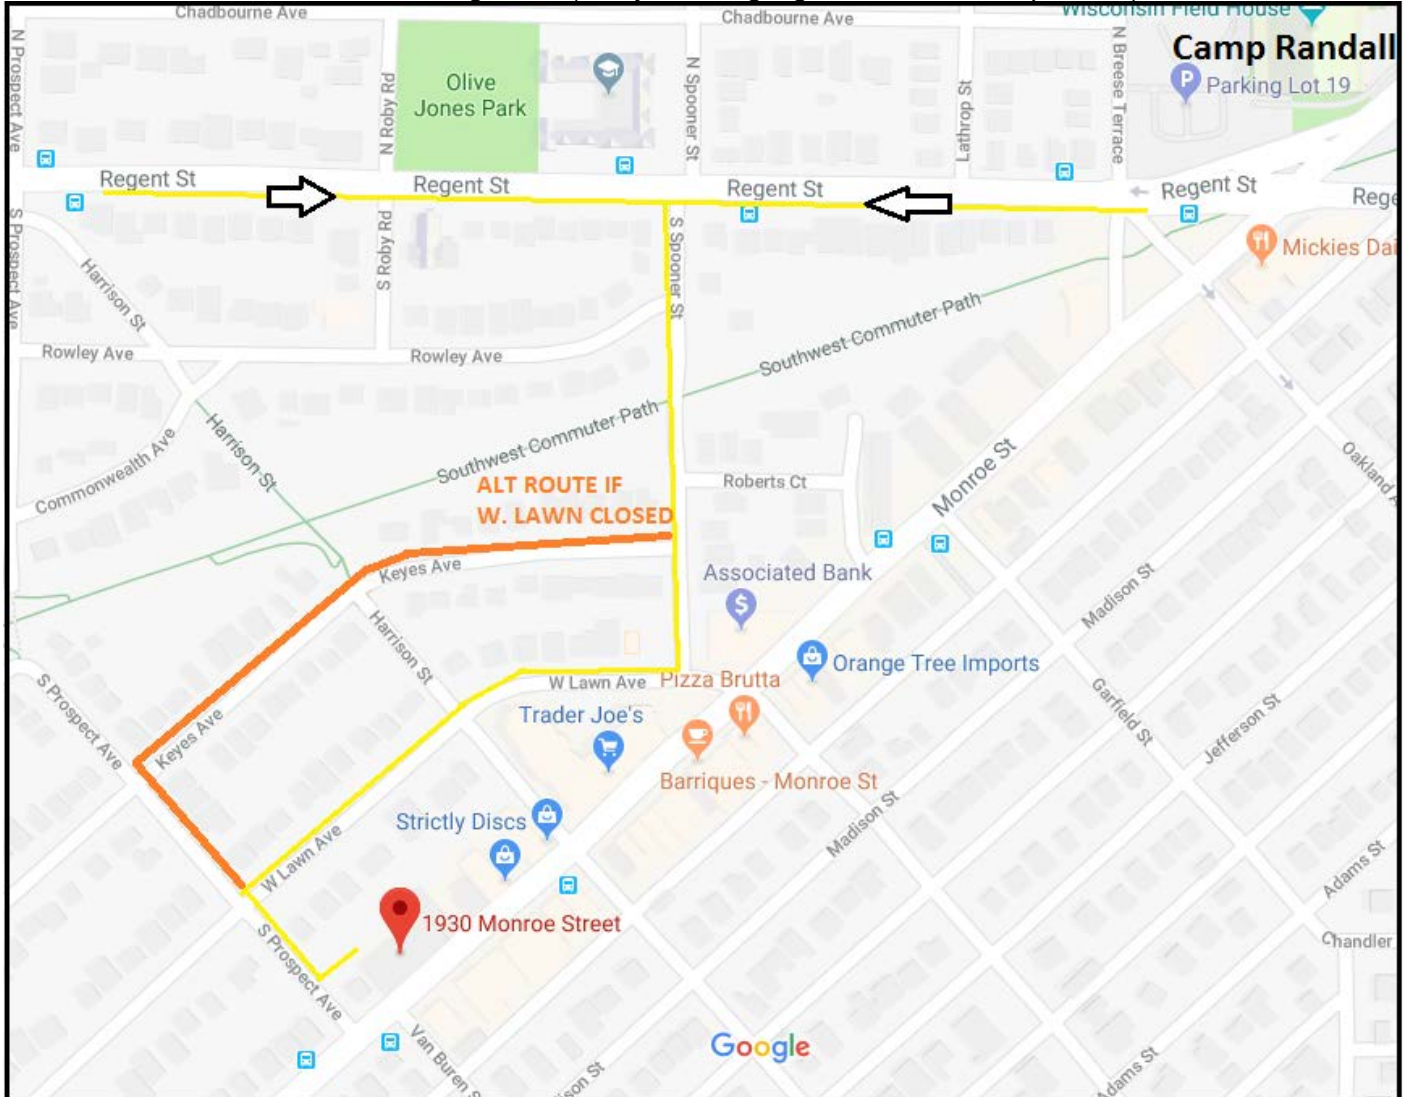 Chadbourne Ave
Chadbourne Ave
Wisconsin Field House
Camp Randall
Parking Lot 19
N Prospect Ave
N Roby Rd
Olive
Jones Park
N Spooner St
Lathrop St
N Breese Terrace
Regent St
Regent St
Regent St
Regent St
Rege
S Prospect Ave
Harrison St
S Roby Rd
S Spooner St
Mickies Dai
Rowley Ave
Rowley Ave
Southwest Commuter Path
Commonwealth Ave
Harrison St
Southwest Commuter Path
ALT ROUTE IF
W. LAWN CLOSED
Roberts Ct
Monroe St
Oakland A
Keyes Ave
Associated Bank
Madison St
Harrison St
Orange Tree Imports
W Lawn Ave
Pizza Brutta
S Prospect Ave
Keyes Ave
Trader Joe's
Garfield St
Jefferson St
Barriques - Monroe St
Strictly Discs
Madison St
W Lawn Ave
Adams St
1930 Monroe Street
Chandler
S Prospect Ave
Google
Van Buren S
ison St
Adams St